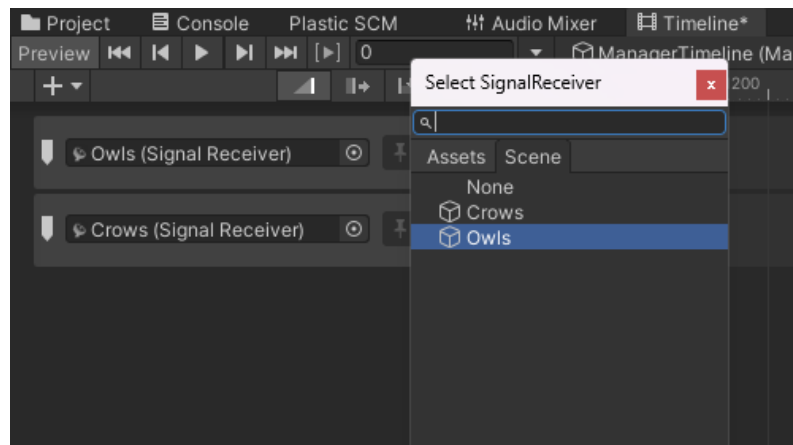 Project Console Plastic SCM Audio Mixer Timeline*
Preview 0 ManagerTimeline (Ma
Select SignalReceiver x 200
Owls (Signal Receiver)
Assets Scene
None
Crows
Crows (Signal Receiver)
Owls